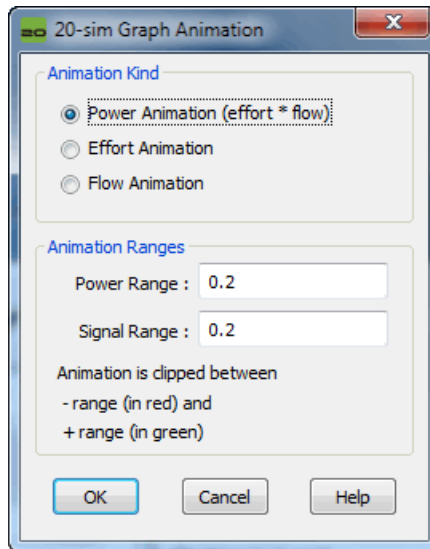 20 20-sim Graph Animation
Animation Kind
Power Animation (effort * flow)
Effort Animation
Flow Animation
Animation Ranges
Power Range : 0.2
Signal Range : 0.2
Animation is clipped between
- range (in red) and
+ range (in green)
OK Cancel Help